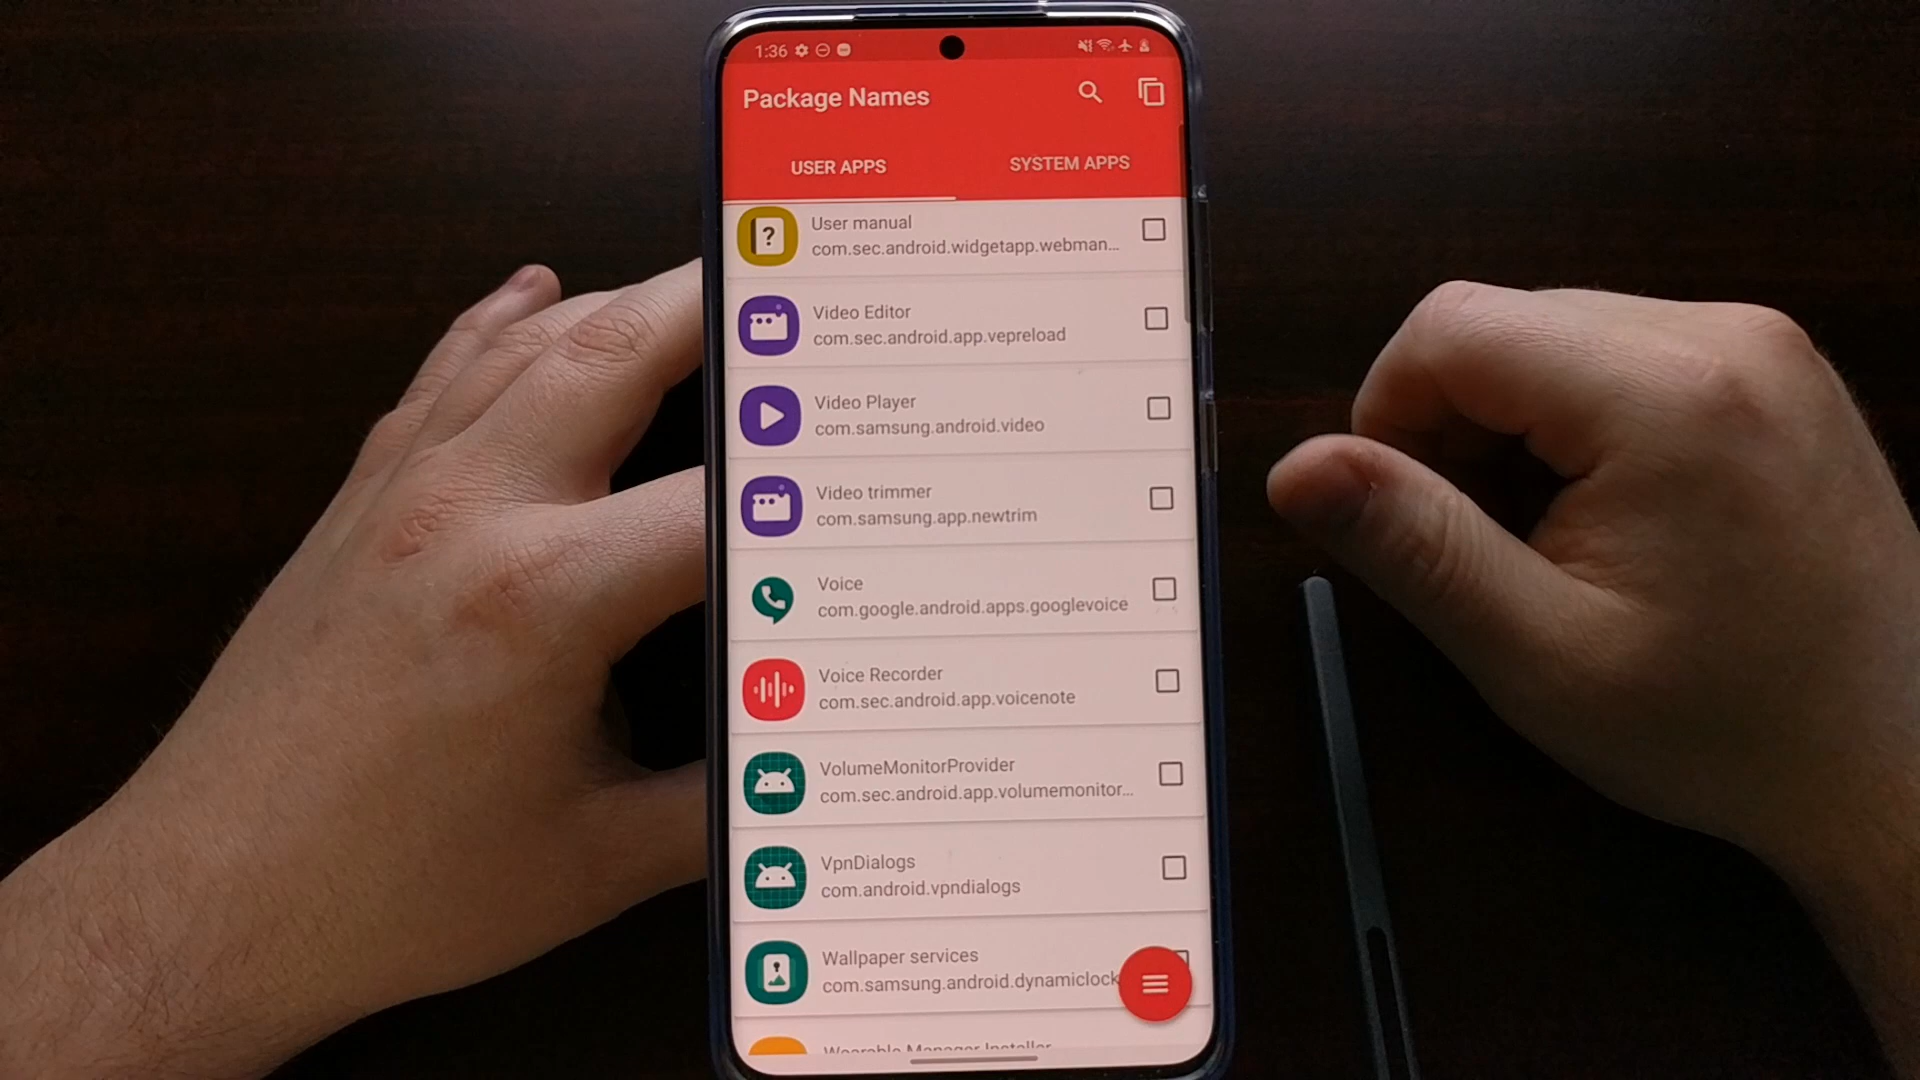 1:36
Package Names
USER APPS
SYSTEM APPS
User manual
com.sec.android.widgetapp.webman...
?
Video Editor
com.sec.android.app.vepreload
Video Player
com.samsung.android.video
Video trimmer
com.samsung.app.newtrim
Voice
com.google.android.apps.googlevoice
Voice Recorder
com.sec.android.app.voicenote
VolumeMonitorProvider
com.sec.android.app.volumemonitor...
VpnDialogs
com.android.vpndialogs
Wallpaper services
com.samsung.android.dynamiclock
Wearable Manager Installer